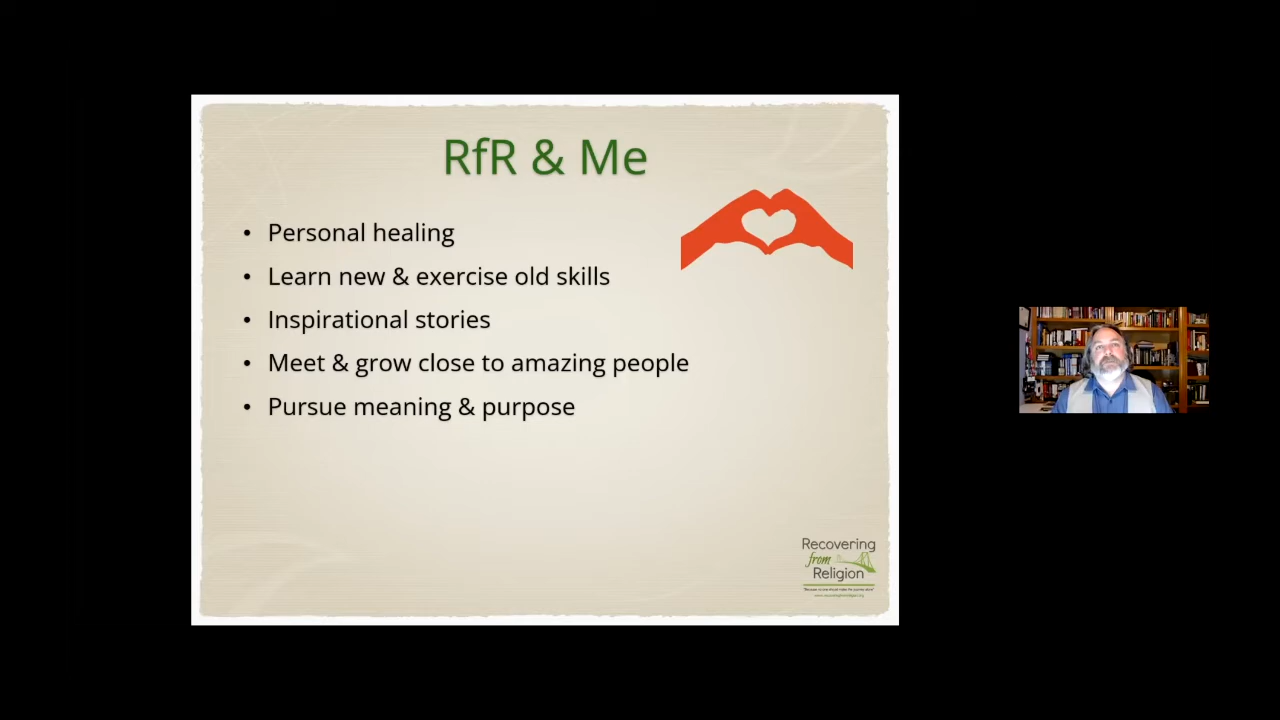 RfR & Me
• Personal healing
• Learn new & exercise old skills
• Inspirational stories
• Meet & grow close to amazing people
• Pursue meaning & purpose
Recovering
from
Religion